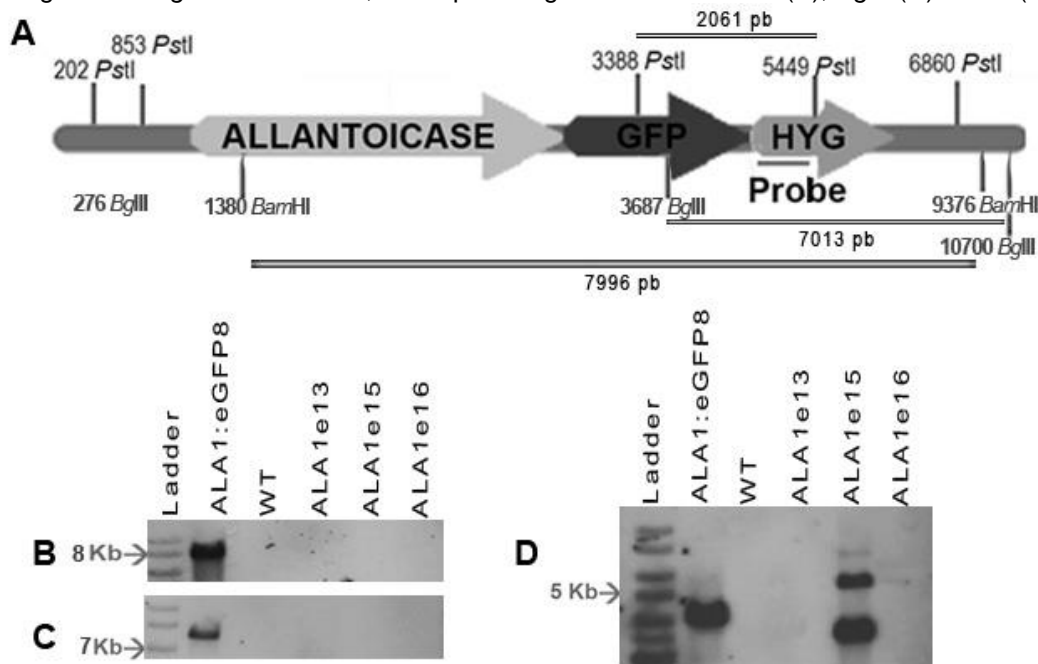 A
2061 pb
202 PstI
853 PstI
3388 PstI
5449 PstI
6860 PstI
ALLANTOICASE
GFP
HYG
Probe
276 BglII
1380 BamHI
3687 BglII
9376 BamHI
7013 pb
10700 BglII
7996 pb
Ladder
ALA1:eGFP8
WT
ALA1e13
ALA1e15
ALA1e16
Ladder
ALA1:eGFP8
WT
ALA1e13
ALA1e15
ALA1e16
B
8 Kb
C
7Kb
D
5 Kb